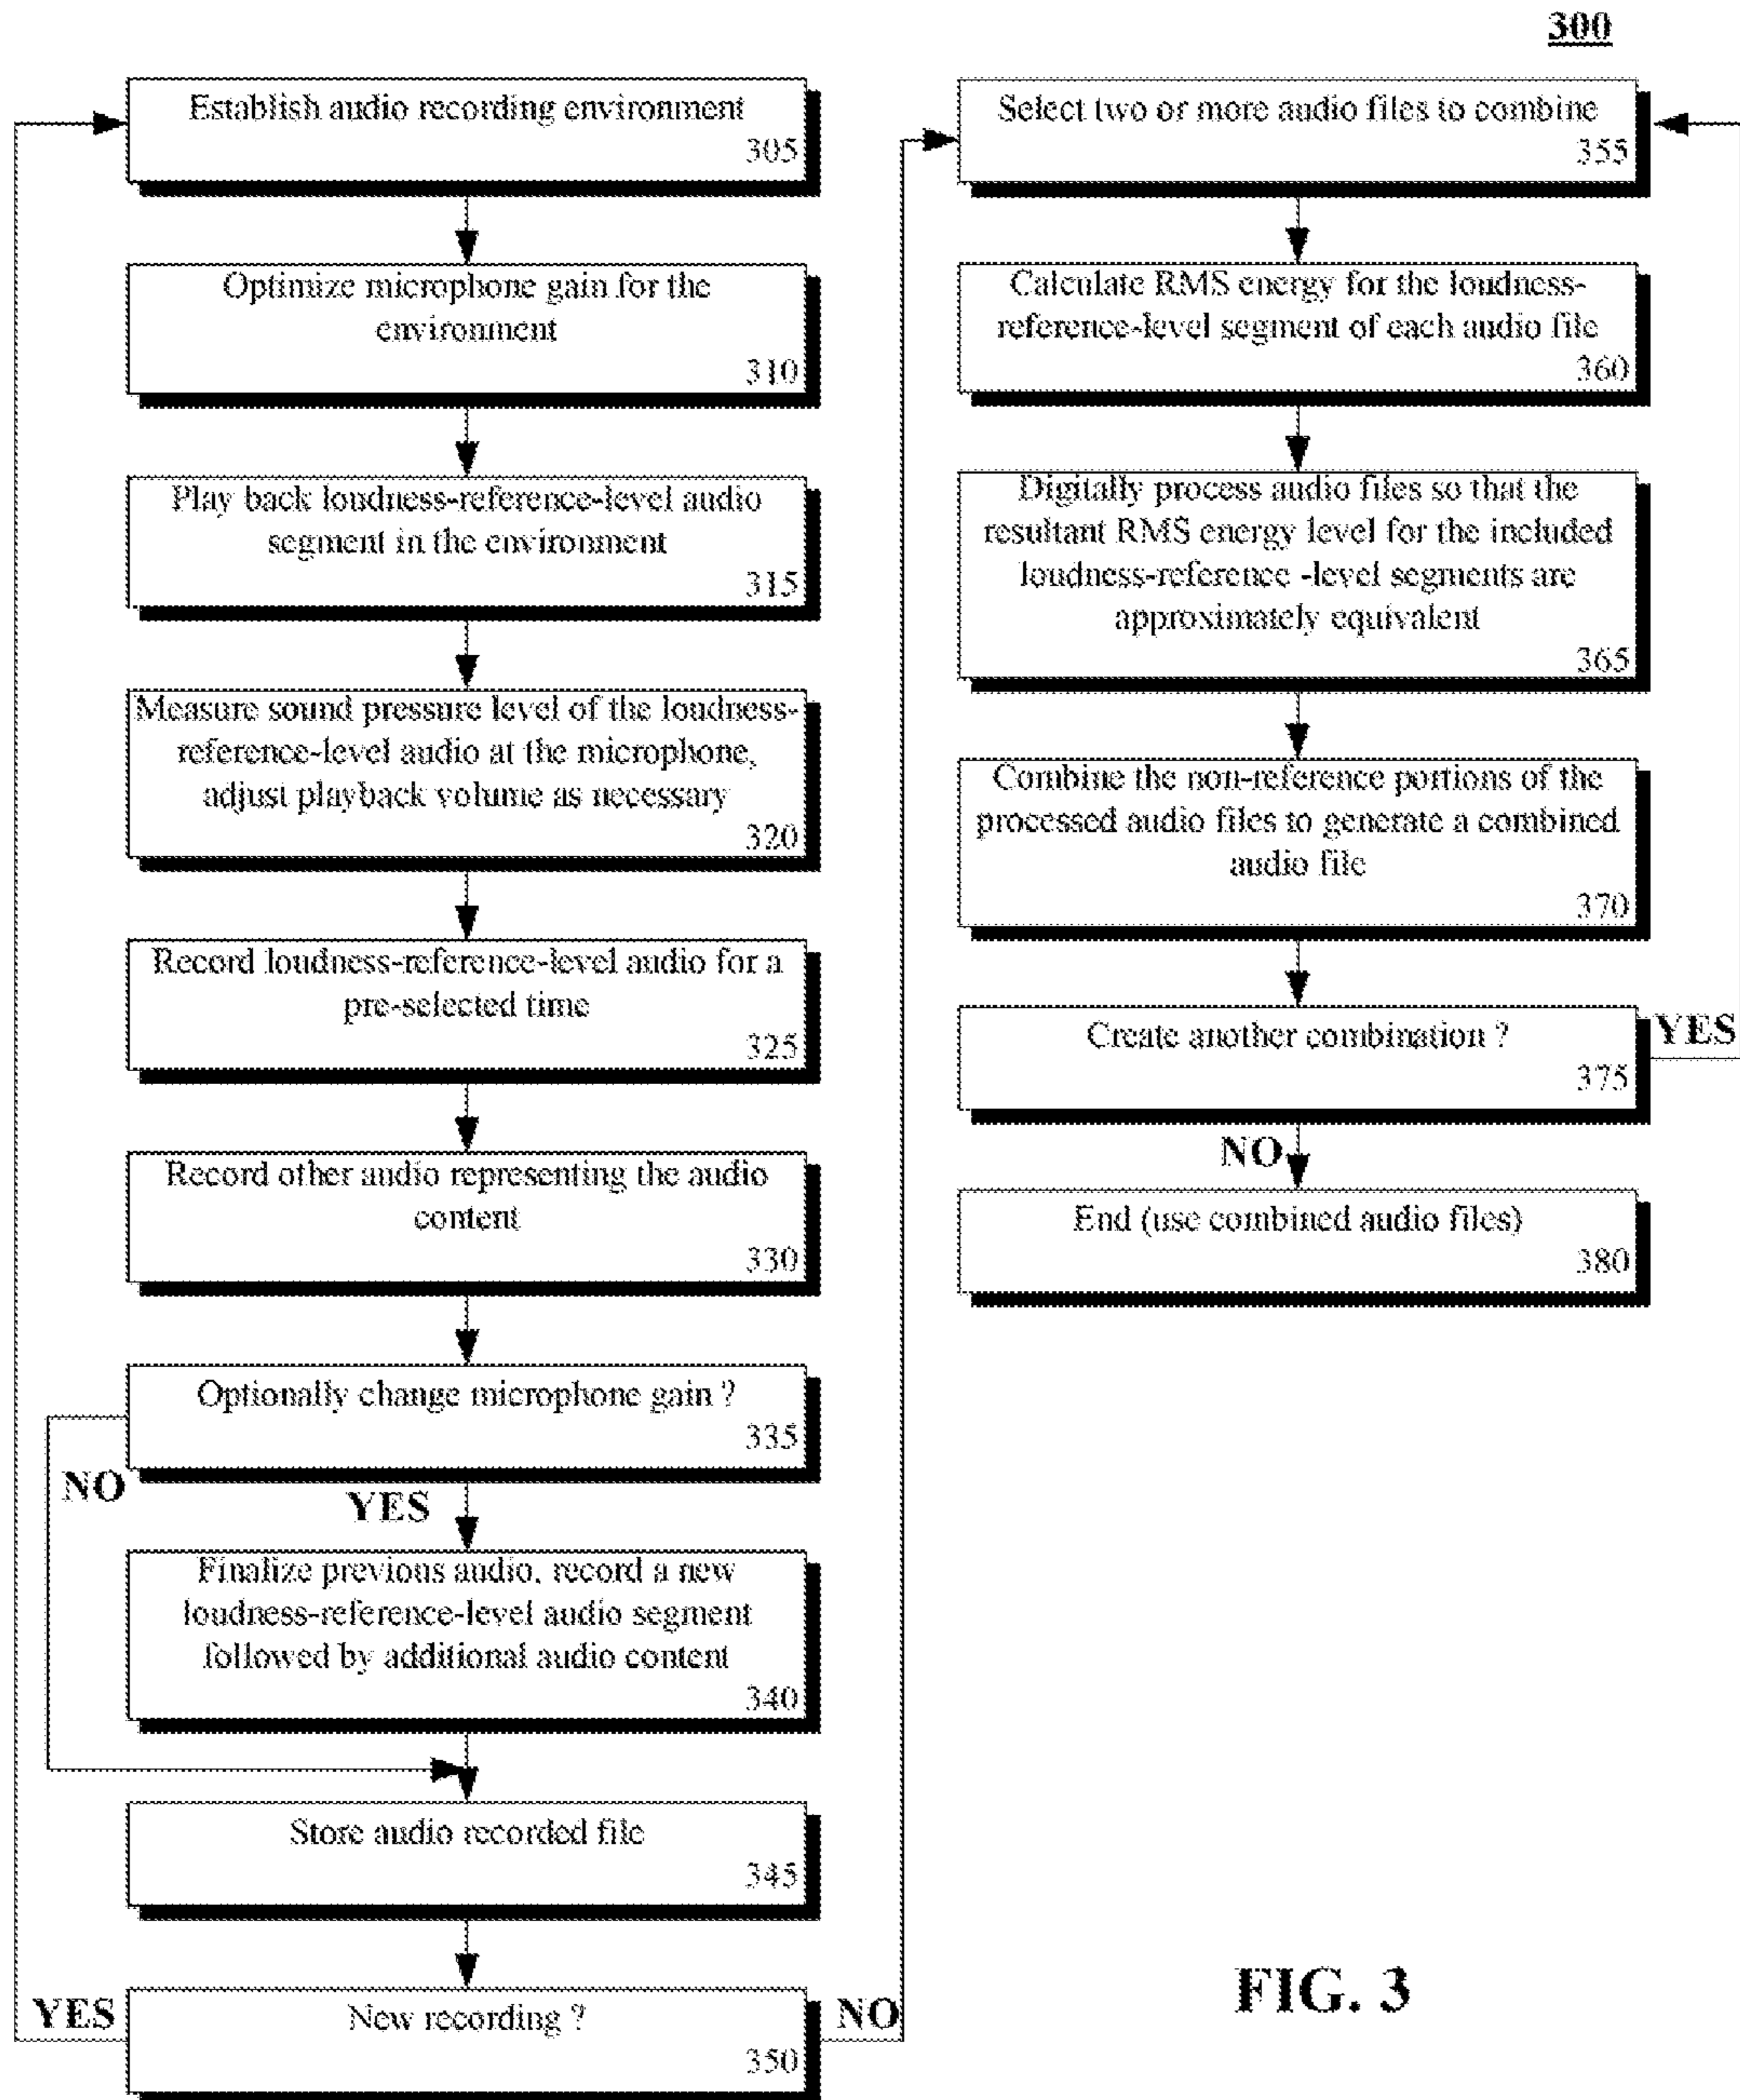 300
Establish audio recording environment
305
Optimize microphone gain for the
environment
310
Play back loudness-reference-level audio
segment in the environment
315
Measure sound pressure level of the loudness-
reference-level audio at the microphone,
adjust playback volume as necessary
320
Record loudness-reference-level audio for a
pre-selected time
325
Record other audio representing the audio
content
330
Optionally change microphone gain ?
335
NO
YES
Finalize previous audio, record a new
loudness-reference-level audio segment
followed by additional audio content
340
Store audio recorded file
345
YES
New recording ?
350
NO
Select two or more audio files to combine
355
Calculate RMS energy for the loudness-
reference-level segment of each audio file
360
Digitally process audio files so that the
resultant RMS energy level for the included
loudness-reference -level segments are
approximately equivalent
365
Combine the non-reference portions of the
processed audio files to generate a combined
audio file
370
Create another combination ?
375
YES
NO
End (use combined audio files)
380
FIG. 3